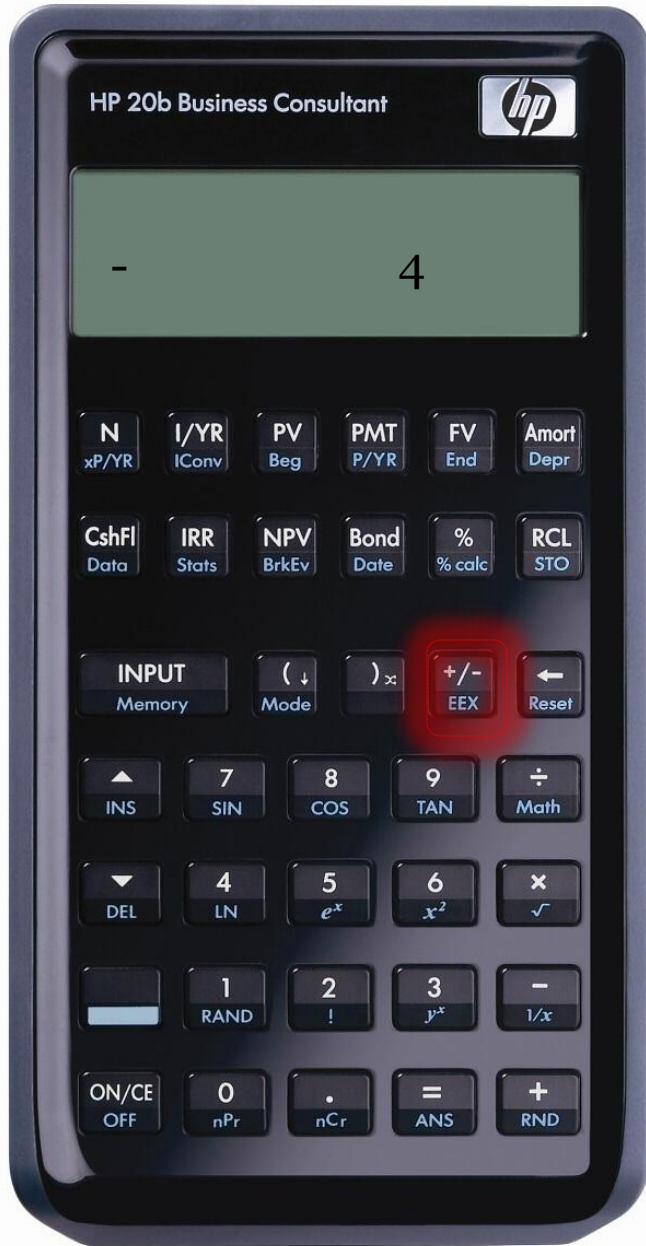 HP 20b Business Consultant hp
- 4
N I/YR PV PMT FV Amort
xP/YR IConv Beg P/YR End Depr
CshFl IRR NPV Bond % RCL
Data Stats BrkEv Date % calc STO
INPUT (↓ )⤨ +/- ←
Memory Mode EEX Reset
▲ 7 8 9 ÷
INS SIN COS TAN Math
▼ 4 5 6 ×
DEL LN eˣ x² √
1 2 3 −
RAND ! yˣ 1/x
ON/CE 0 . = +
OFF nPr nCr ANS RND